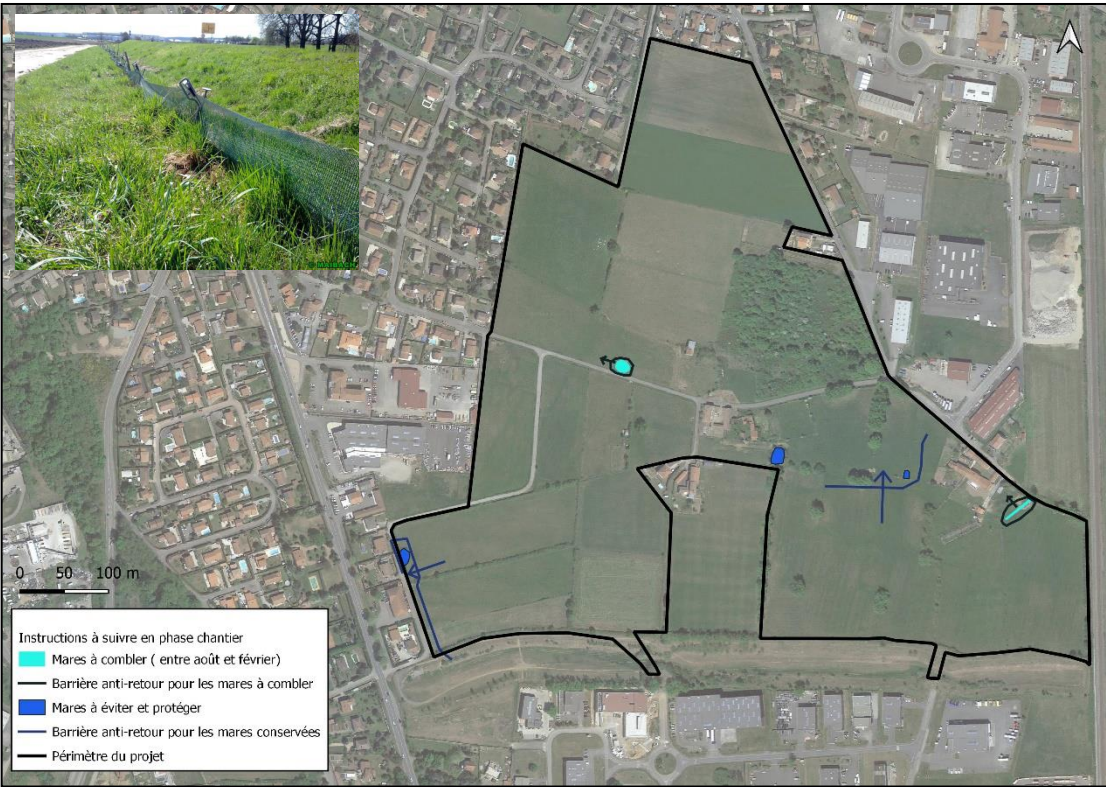 0 50 100 m
Instructions à suivre en phase chantier
Mares à combler ( entre août et février)
Barrière anti-retour pour les mares à combler
Mares à éviter et protéger
Barrière anti-retour pour les mares conservées
Périmètre du projet